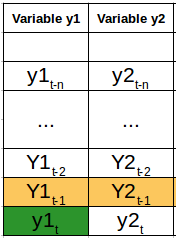 Variable y1 Variable y2
y1t-n y2t-n
... ...
Y1t-2 Y2t-2
Y1t-1 Y2t-1
y1t y2t